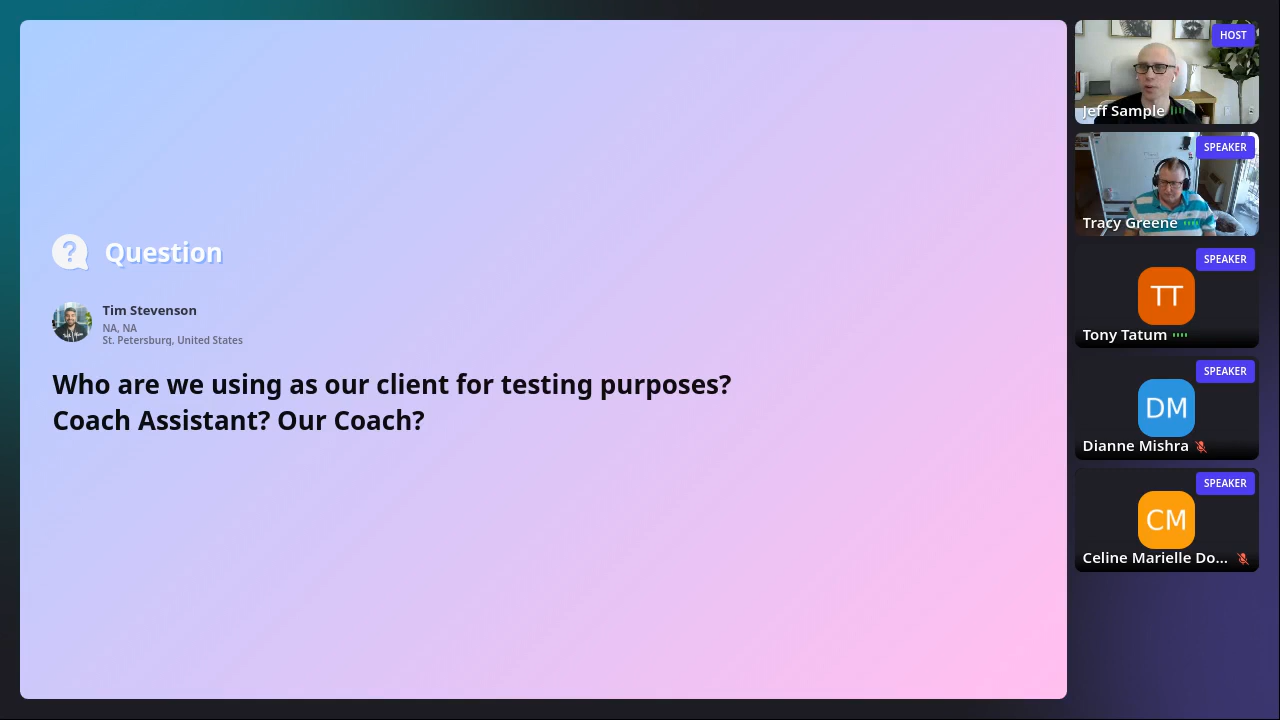 Question
Tim Stevenson
NA, NA
St. Petersburg, United States
Who are we using as our client for testing purposes?
Coach Assistant? Our Coach?
HOST
Jeff Sample
SPEAKER
Tracy Greene
SPEAKER
TT
Tony Tatum
SPEAKER
DM
Dianne Mishra
SPEAKER
CM
Celine Marielle Do...